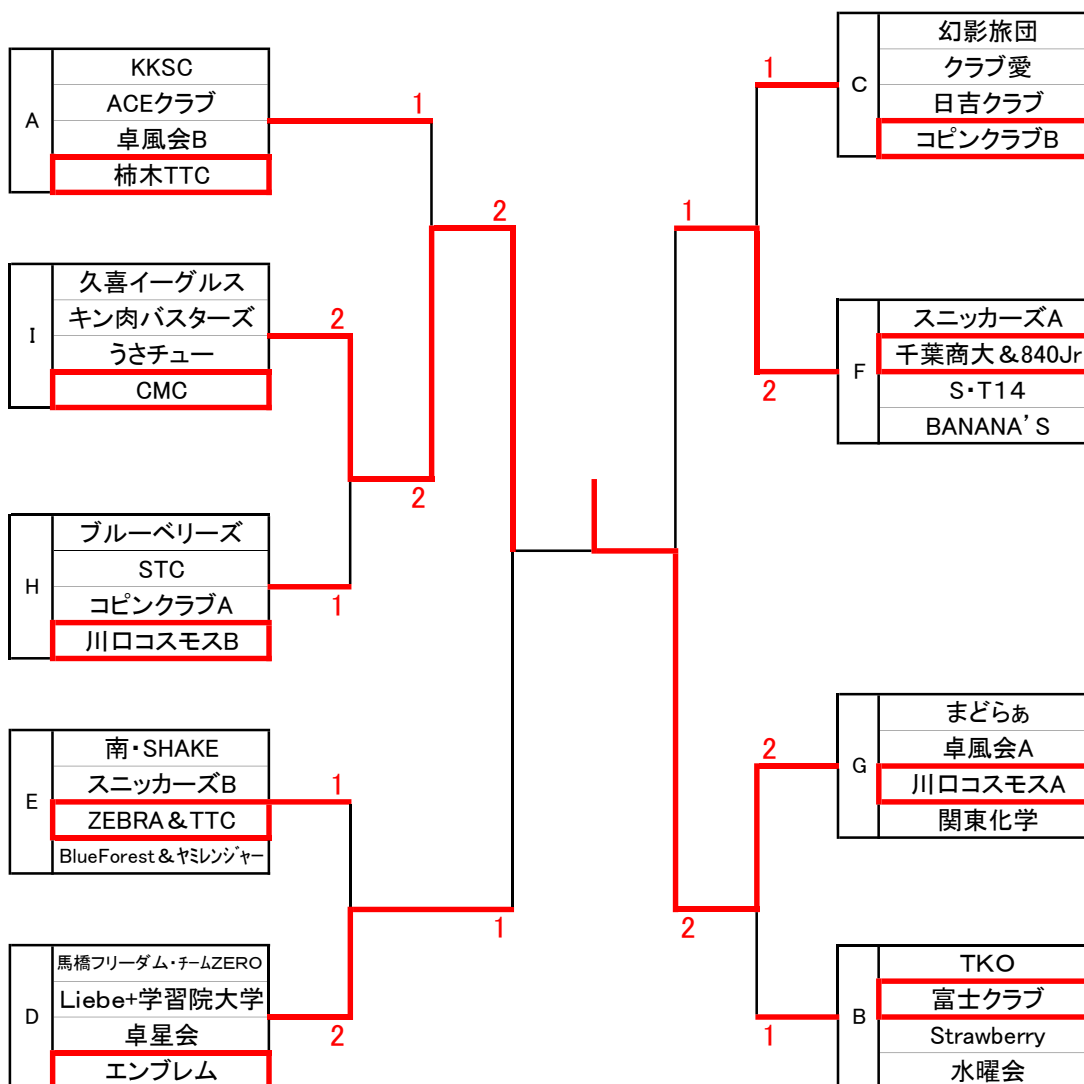 A
KKSC
ACEクラブ
卓風会B
柿木TTC
1
I
久喜イーグルス
キン肉バスターズ
うさチュー
CMC
2
2
2
H
ブルーベリーズ
STC
コピンクラブA
川口コスモスB
1
E
南・SHAKE
スニッカーズB
ZEBRA&TTC
BlueForest&ヤミレンジャー
1
1
D
馬橋フリーダム・チームZERO
Liebe+学習院大学
卓星会
エンブレム
2
C
幻影旅団
クラブ愛
日吉クラブ
コピンクラブB
1
1
F
スニッカーズA
千葉商大&840Jr
S・T14
BANANA'S
2
G
まどらぁ
卓風会A
川口コスモスA
関東化学
2
2
B
TKO
富士クラブ
Strawberry
水曜会
1